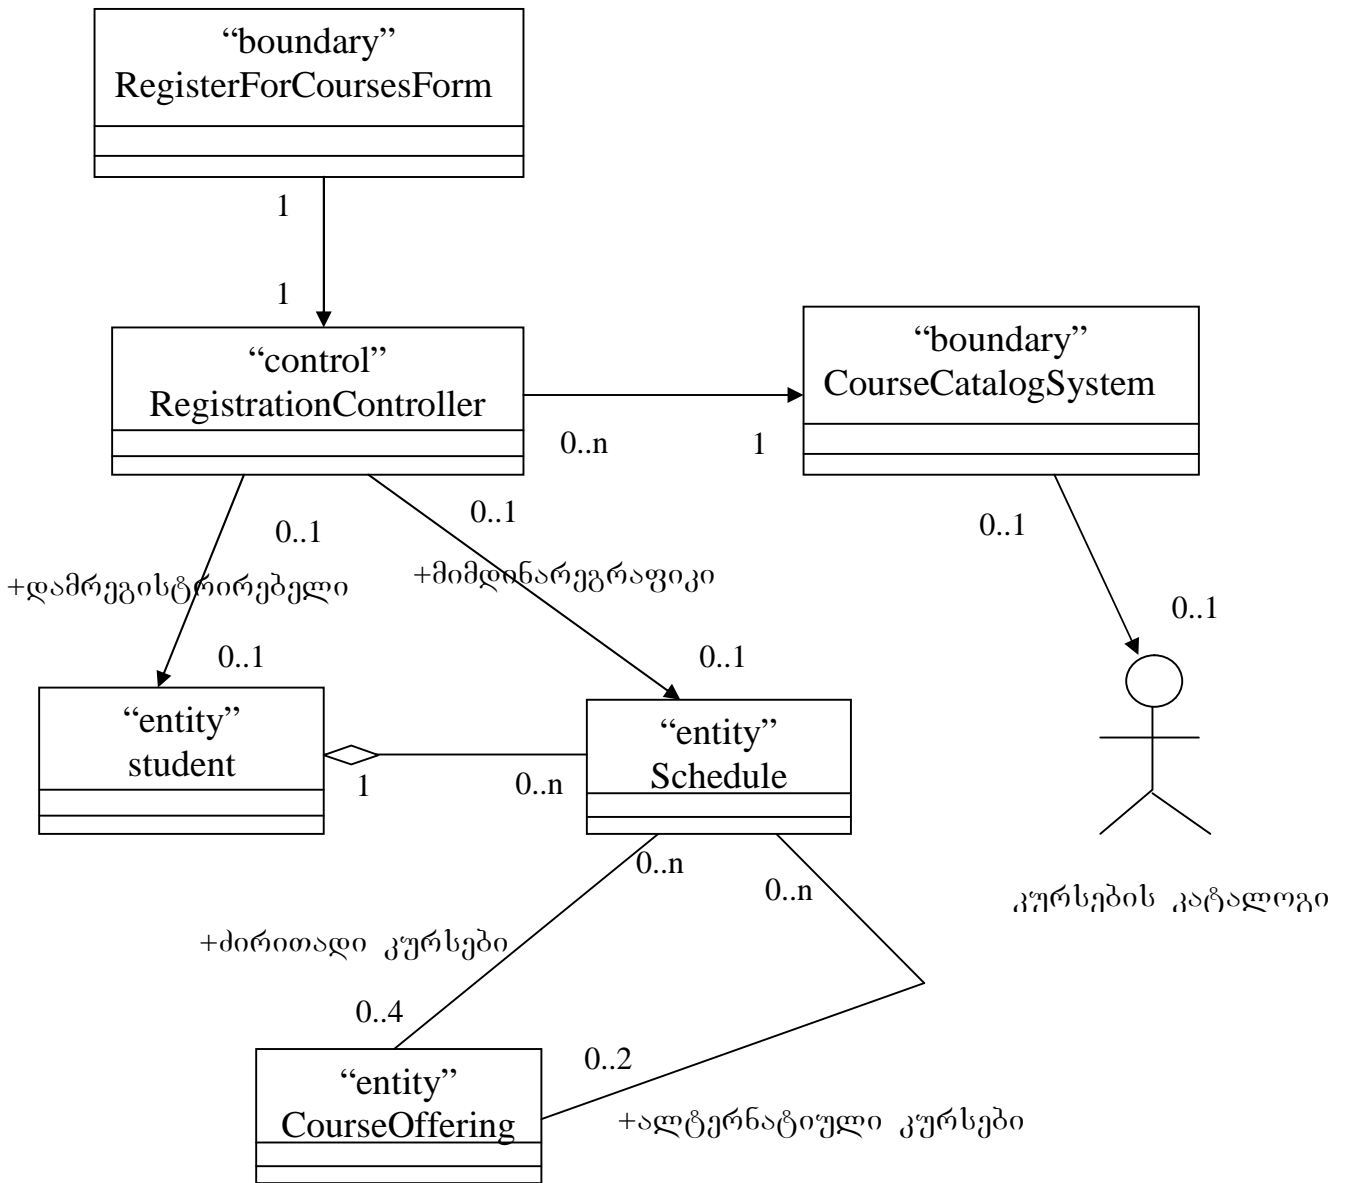 “boundary”
RegisterForCoursesForm
1
1
“control”
RegistrationController
“boundary”
CourseCatalogSystem
0..n
1
0..1
0..1
0..1
+დამრეგისტრირებელი
+მიმდინარეგრაფიკი
0..1
0..1
0..1
“entity”
student
“entity”
Schedule
1
0..n
0..n
0..n
კურსების კატალოგი
+ძირითადი კურსები
0..4
0..2
“entity”
CourseOffering
+ალტერნატიული კურსები